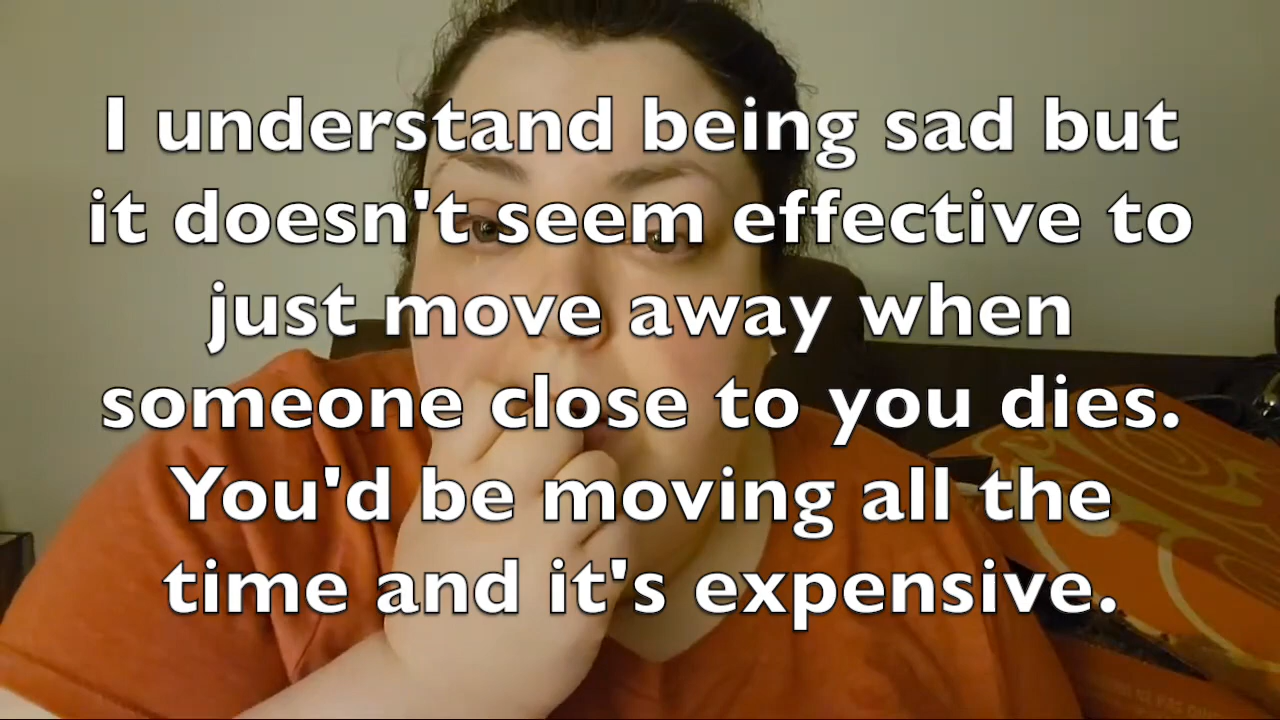 I understand being sad but
it doesn't seem effective to
just move away when
someone close to you dies.
You'd be moving all the
time and it's expensive.